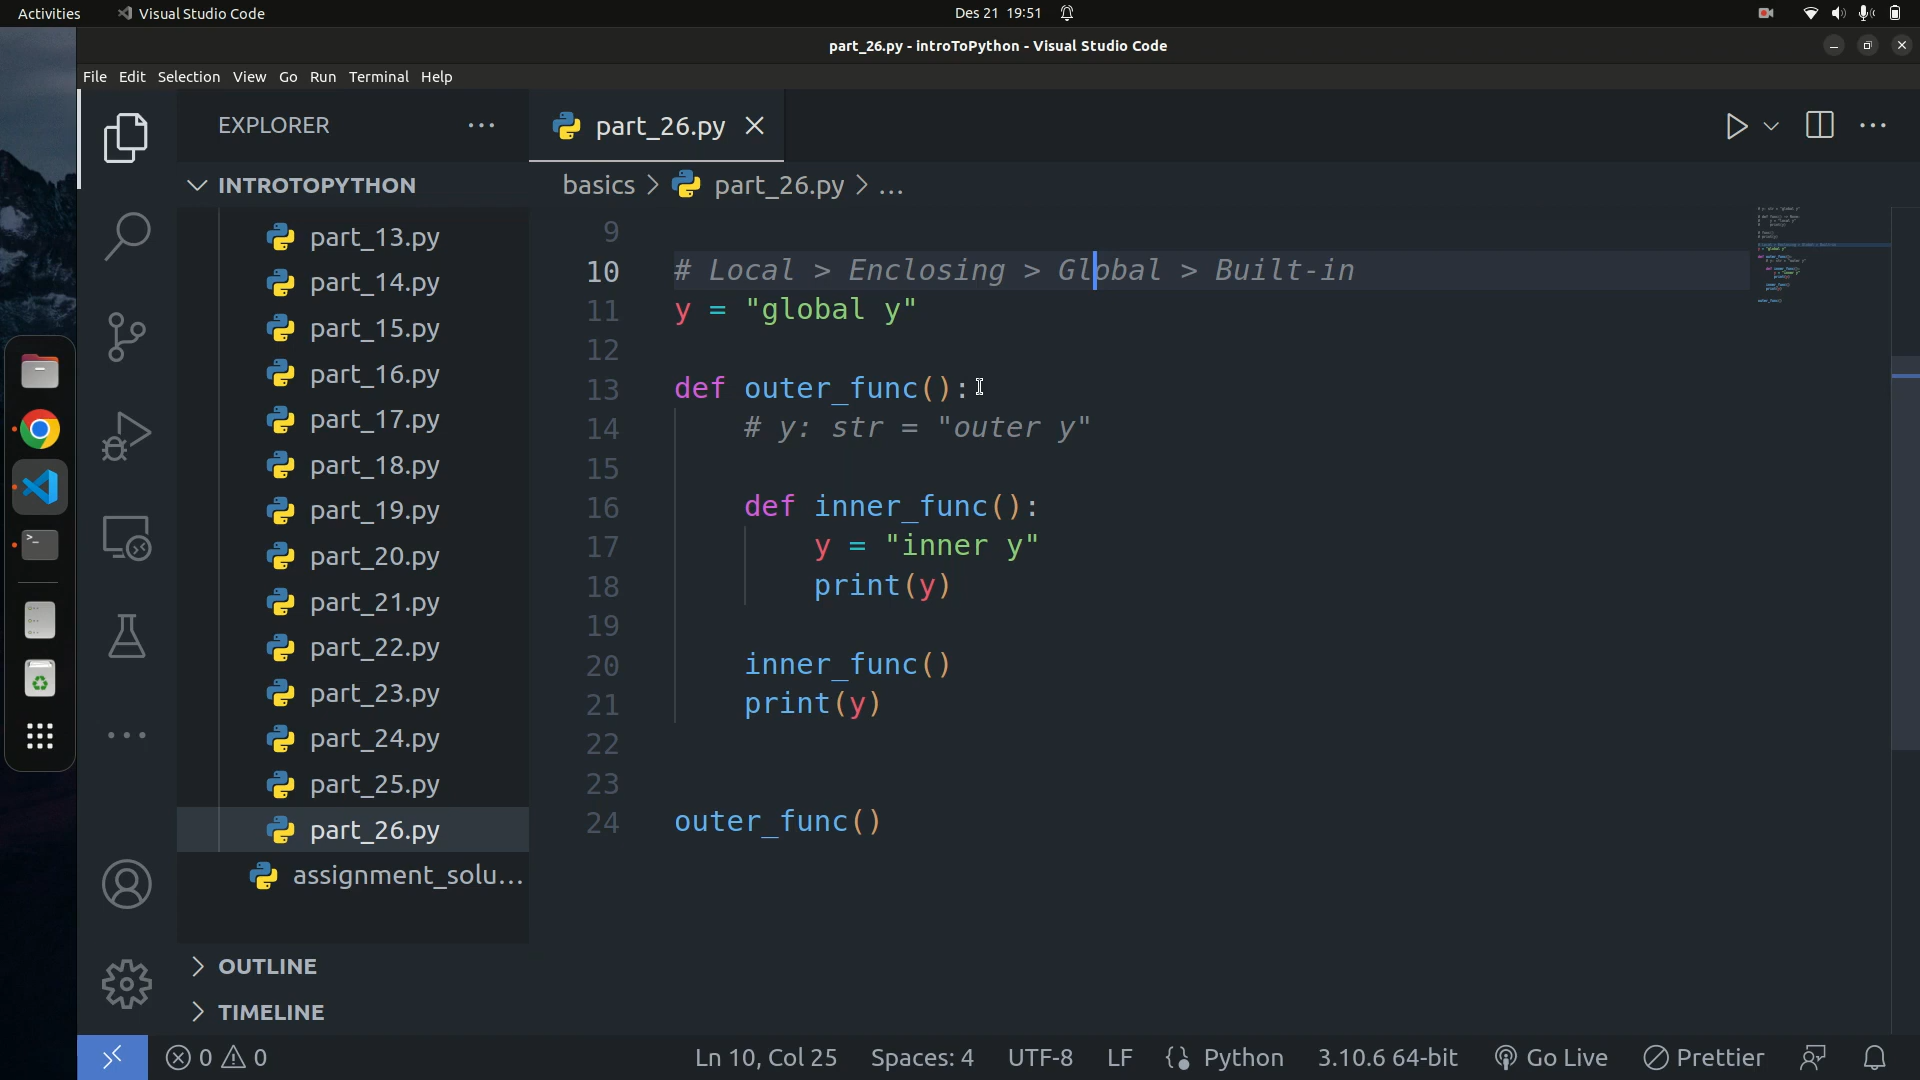 Activities
Visual Studio Code
Des 21 19:51
part_26.py - introToPython - Visual Studio Code
File Edit Selection View Go Run Terminal Help
EXPLORER
part_26.py
INTROTOPYTHON
basics > part_26.py > ...
part_13.py
part_14.py
part_15.py
part_16.py
part_17.py
part_18.py
part_19.py
part_20.py
part_21.py
part_22.py
part_23.py
part_24.py
part_25.py
part_26.py
assignment_solu...
OUTLINE
TIMELINE
9
10 # Local > Enclosing > Global > Built-in
11 y = "global y"
12
13 def outer_func():
14     # y: str = "outer y"
15
16     def inner_func():
17         y = "inner y"
18         print(y)
19
20     inner_func()
21     print(y)
22
23
24 outer_func()
0 0
Ln 10, Col 25
Spaces: 4
UTF-8
LF
Python
3.10.6 64-bit
Go Live
Prettier